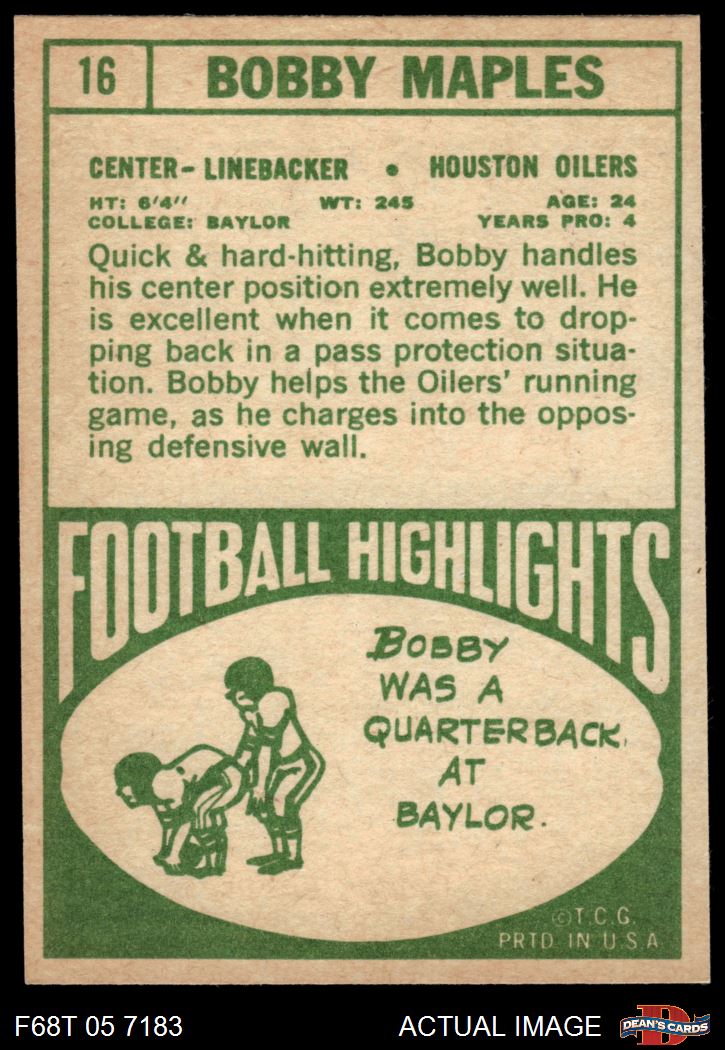 16 BOBBY MAPLES
CENTER-LINEBACKER • HOUSTON OILERS
HT: 6'4" WT: 245 AGE: 24
COLLEGE: BAYLOR YEARS PRO: 4
Quick & hard-hitting, Bobby handles
his center position extremely well. He
is excellent when it comes to drop-
ping back in a pass protection situa-
tion. Bobby helps the Oilers' running
game, as he charges into the oppos-
ing defensive wall.
FOOTBALL HIGHLIGHTS
BOBBY
WAS A
QUARTERBACK
AT
BAYLOR.
©T.C.G.
PRTD IN U.S.A
F68T 05 7183 ACTUAL IMAGE D DEAN'S CARDS